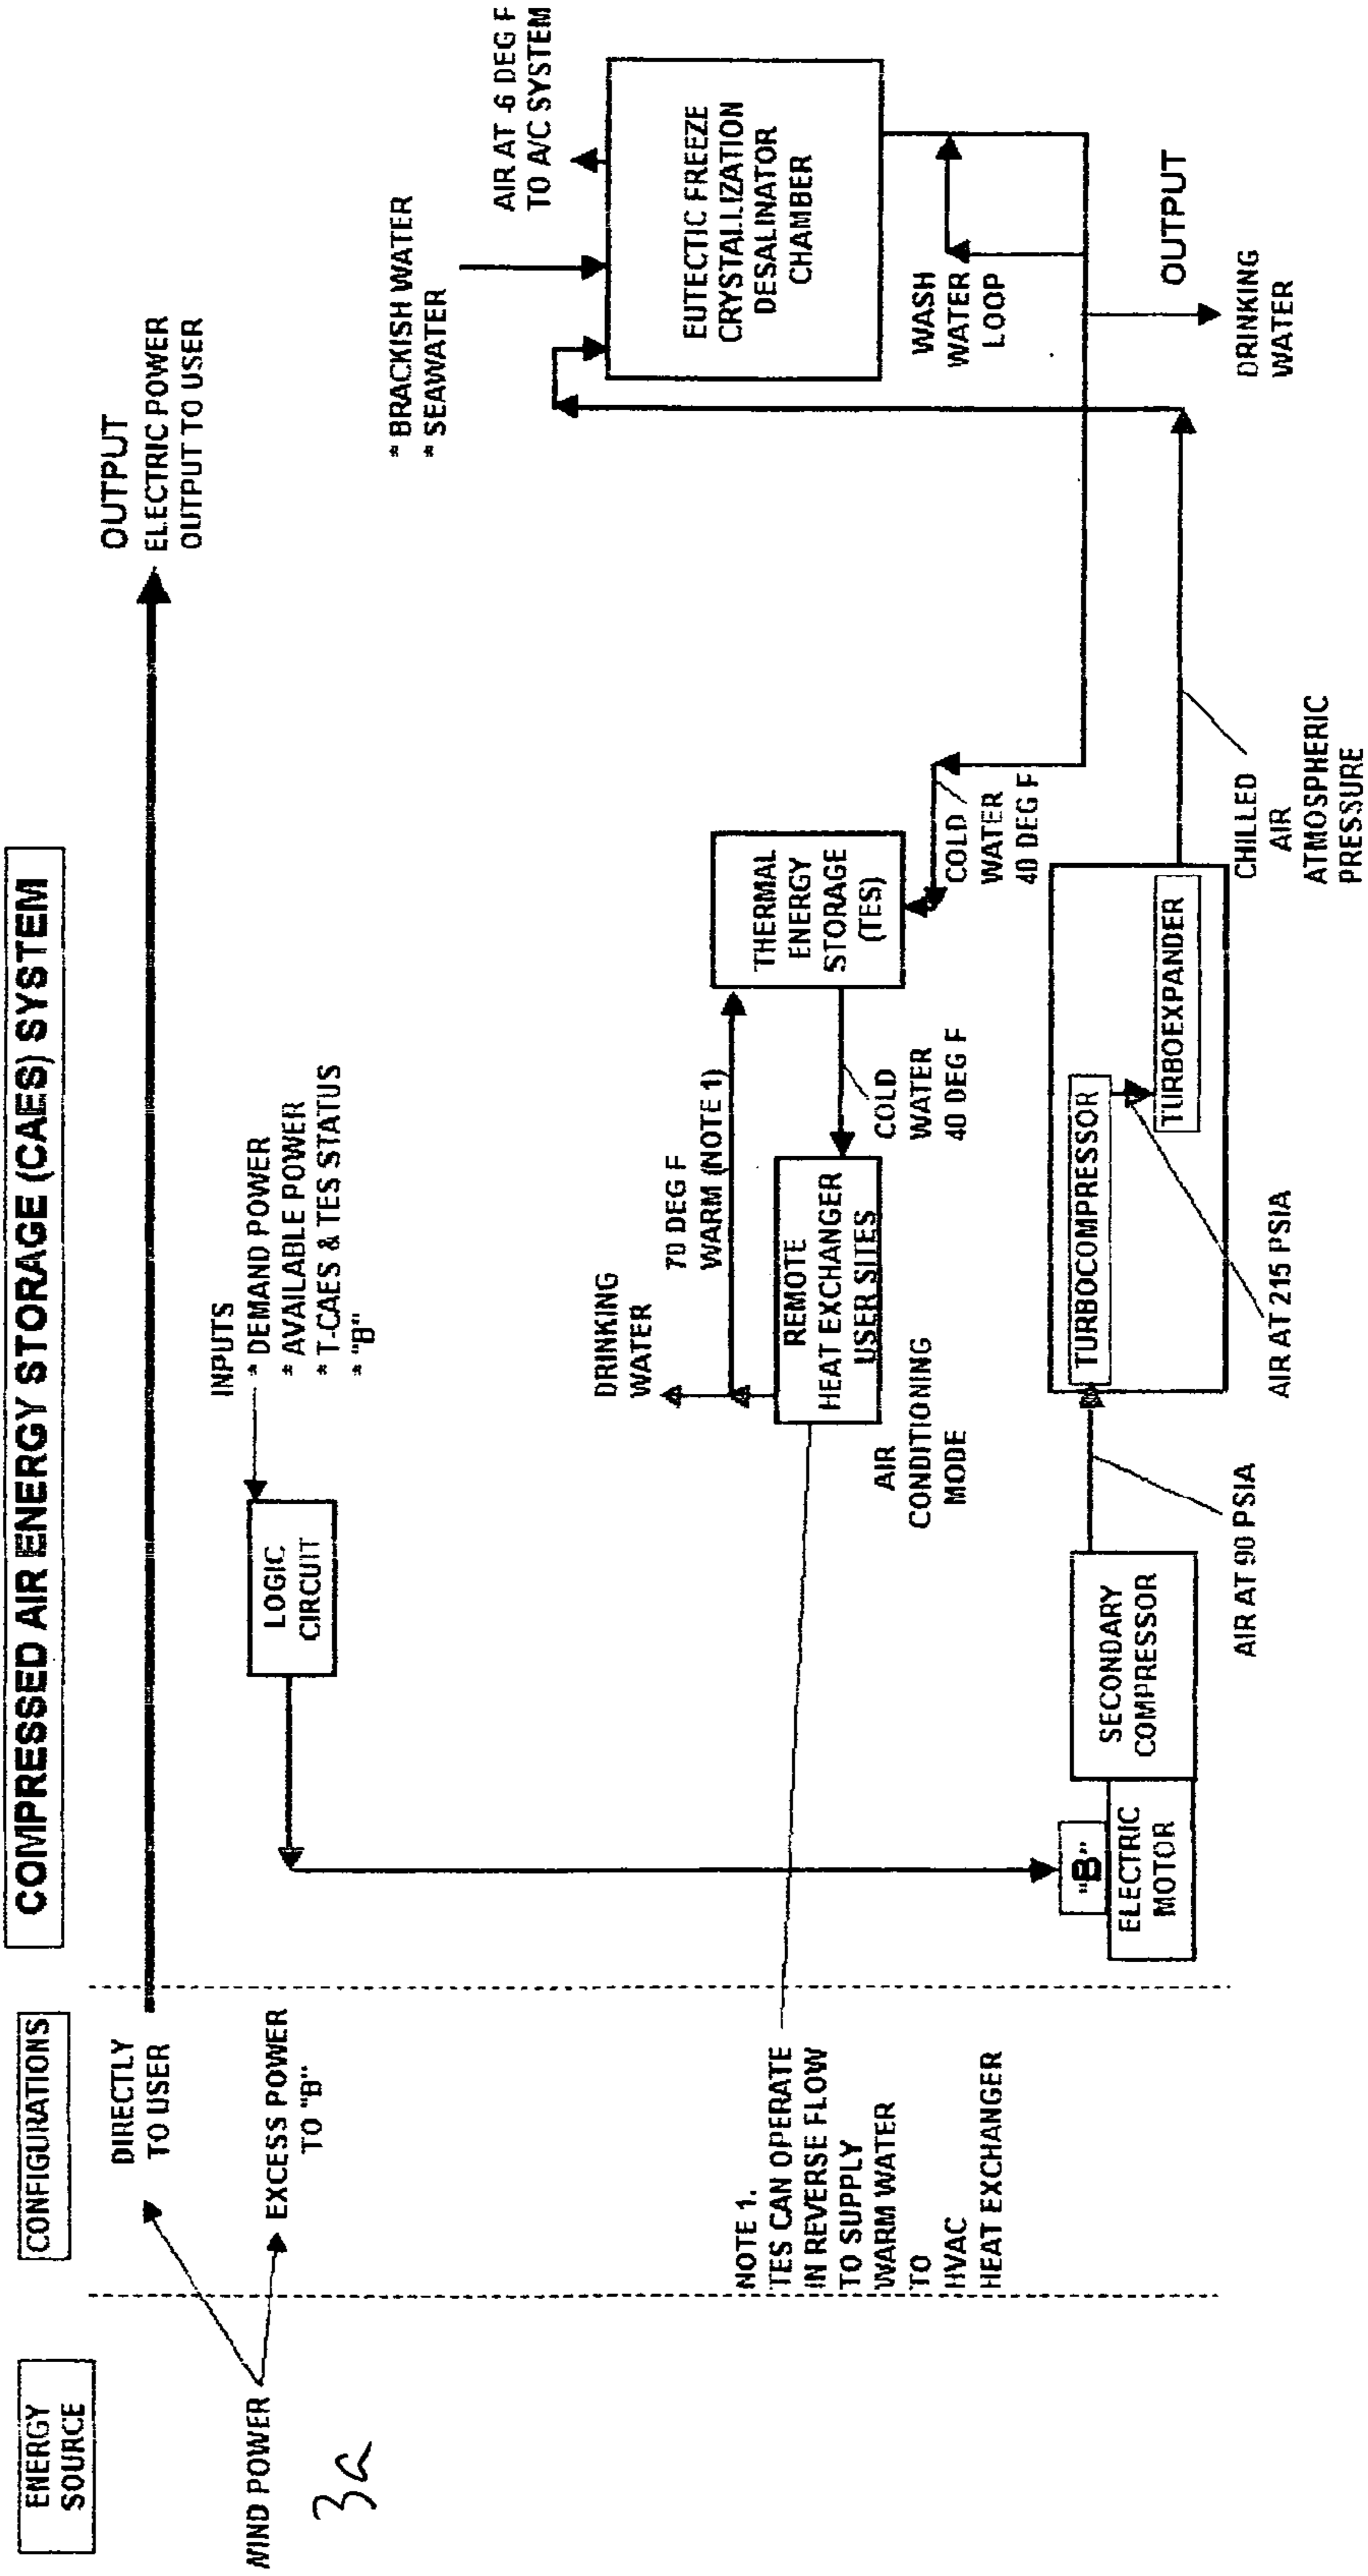 COMPRESSED AIR ENERGY STORAGE (CAES) SYSTEM
ENERGY
SOURCE
CONFIGURATIONS
WIND POWER
3a
DIRECTLY
TO USER
EXCESS POWER
TO "B"
OUTPUT
ELECTRIC POWER
OUTPUT TO USER
INPUTS
* DEMAND POWER
* AVAILABLE POWER
* T-CAES & TES STATUS
* "B"
LOGIC
CIRCUIT
NOTE 1.
TES CAN OPERATE
IN REVERSE FLOW
TO SUPPLY
WARM WATER
TO
HVAC
HEAT EXCHANGER
DRINKING
WATER
70 DEG F
WARM (NOTE 1)
REMOTE
HEAT EXCHANGER
USER SITES
AIR
CONDITIONING
MODE
COLD
WATER
40 DEG F
THERMAL
ENERGY
STORAGE
(TES)
COLD
WATER
40 DEG F
* BRACKISH WATER
* SEAWATER
AIR AT -6 DEG F
TO A/C SYSTEM
EUTECTIC FREEZE
CRYSTALLIZATION
DESALINATOR
CHAMBER
WASH
WATER
LOOP
OUTPUT
DRINKING
WATER
"B"
ELECTRIC
MOTOR
SECONDARY
COMPRESSOR
AIR AT 90 PSIA
TURBOCOMPRESSOR
TURBOEXPANDER
AIR AT 215 PSIA
CHILLED
AIR
ATMOSPHERIC
PRESSURE